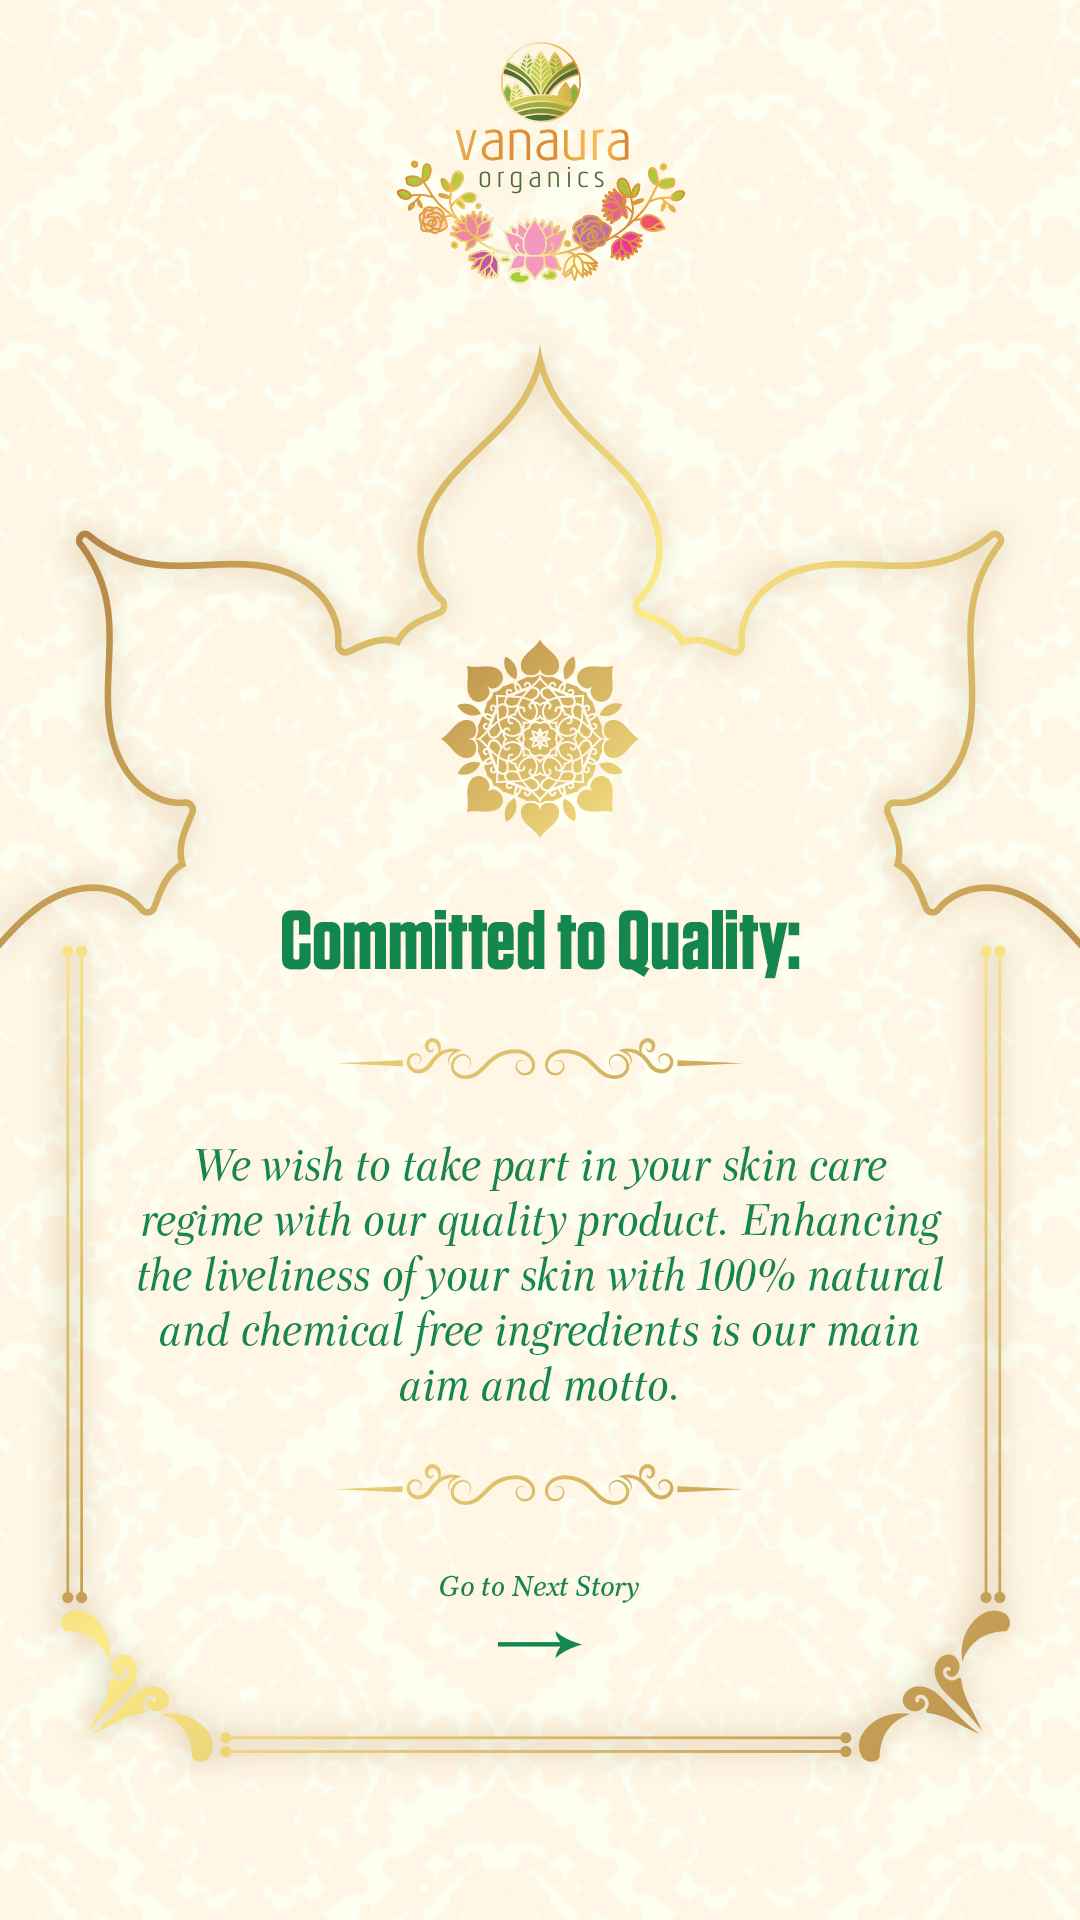 vanaura
organics
Committed to Quality:
We wish to take part in your skin care
regime with our quality product. Enhancing
the liveliness of your skin with 100% natural
and chemical free ingredients is our main
aim and motto.
Go to Next Story